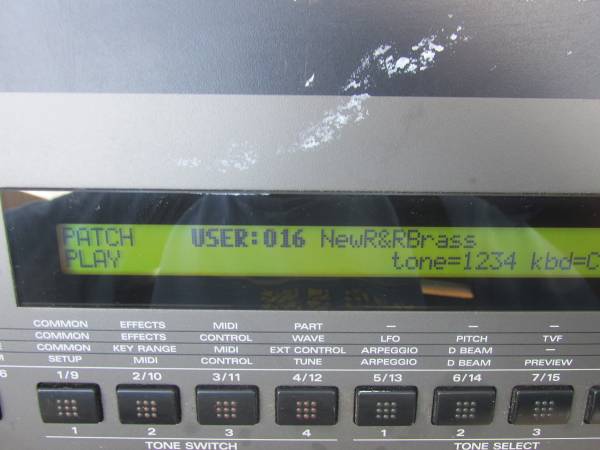 PATCH USER:016 NewR&RBrass
PLAY tone=1234 kbd=C
COMMON EFFECTS MIDI PART – – –
COMMON EFFECTS CONTROL WAVE LFO PITCH TVF
COMMON KEY RANGE MIDI EXT CONTROL ARPEGGIO D BEAM –
SETUP MIDI CONTROL TUNE ARPEGGIO D BEAM PREVIEW
1/9 2/10 3/11 4/12 5/13 6/14 7/15
1 2 3 4 1 2 3
TONE SWITCH TONE SELECT